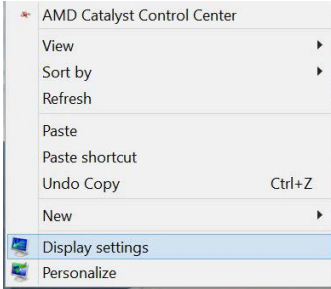 AMD Catalyst Control Center
View
Sort by
Refresh
Paste
Paste shortcut
Undo Copy Ctrl+Z
New
Display settings
Personalize